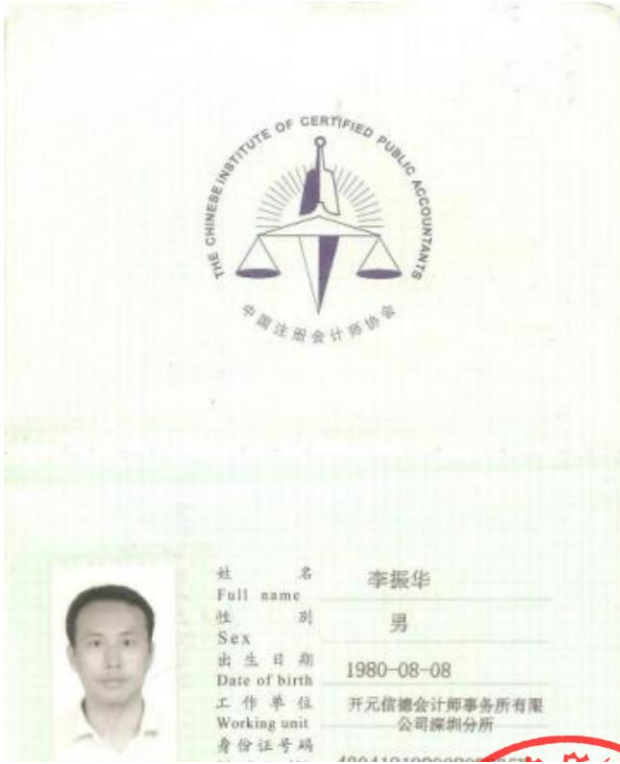 THE CHINESE INSTITUTE OF CERTIFIED PUBLIC ACCOUNTANTS
中国注册会计师协会
姓 名 李振华
Full name
性 别 男
Sex
出生日期 1980-08-08
Date of birth
工作单位 开元信德会计师事务所有限
Working unit 公司深圳分所
身份证号码